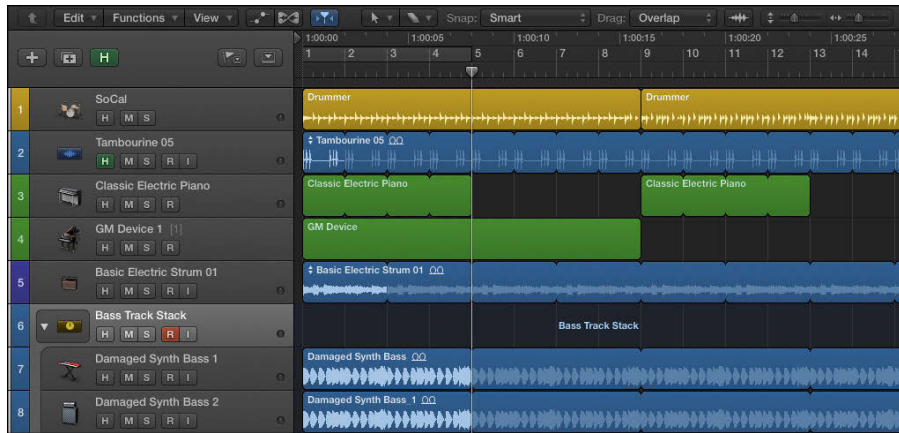 Edit Functions View Snap: Smart Drag: Overlap
1:00:00 1:00:05 1:00:10 1:00:15 1:00:20 1:00:25
H
1 2 3 4 5 6 7 8 9 10 11 12 13 14
1 SoCal
H M S
Drummer Drummer
2 Tambourine 05
H M S R I
Tambourine 05
3 Classic Electric Piano
H M S R
Classic Electric Piano Classic Electric Piano
4 GM Device 1 [1]
H M S R
GM Device
5 Basic Electric Strum 01
H M S R I
Basic Electric Strum 01
6 Bass Track Stack
H M S R I
Bass Track Stack
7 Damaged Synth Bass 1
H M S R I
Damaged Synth Bass
8 Damaged Synth Bass 2
H M S R I
Damaged Synth Bass_1